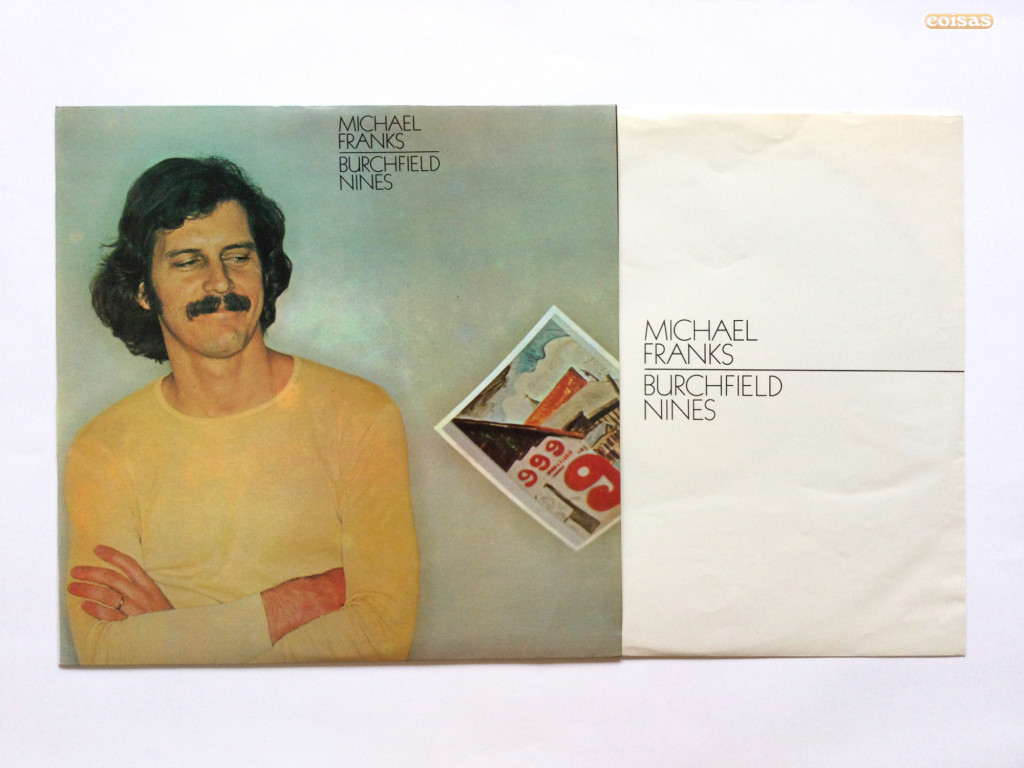 coisas
MICHAEL
FRANKS
BURCHFIELD
NINES
999
9
MICHAEL
FRANKS
BURCHFIELD
NINES